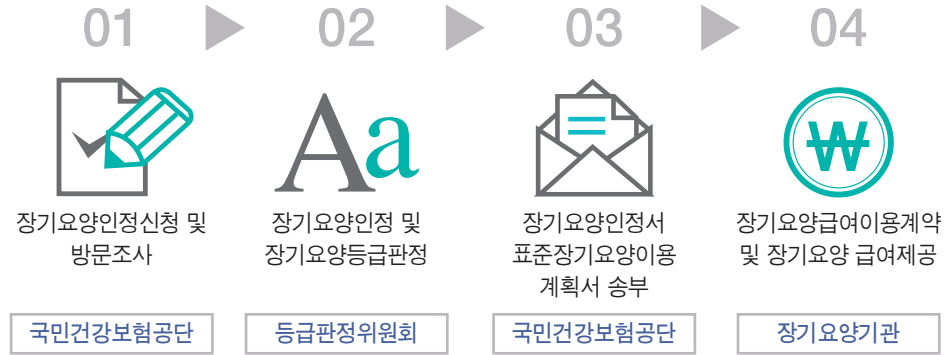 01
02
03
04
Aa
₩
장기요양인정신청 및
방문조사
장기요양인정 및
장기요양등급판정
장기요양인정서
표준장기요양이용
계획서 송부
장기요양급여이용계약
및 장기요양 급여제공
국민건강보험공단
등급판정위원회
국민건강보험공단
장기요양기관